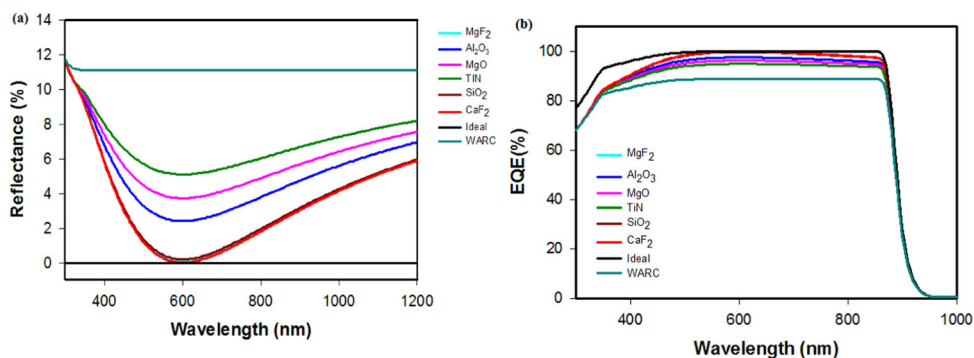 (a)
14
12
10
8
6
4
2
0
Reflectance (%)
400 600 800 1000 1200
Wavelength (nm)
MgF₂
Al₂O₃
MgO
TiN
SiO₂
CaF₂
Ideal
WARC
(b)
100
80
60
40
20
0
EQE(%)
MgF₂
Al₂O₃
MgO
TiN
SiO₂
CaF₂
Ideal
WARC
400 600 800 1000
Wavelength (nm)